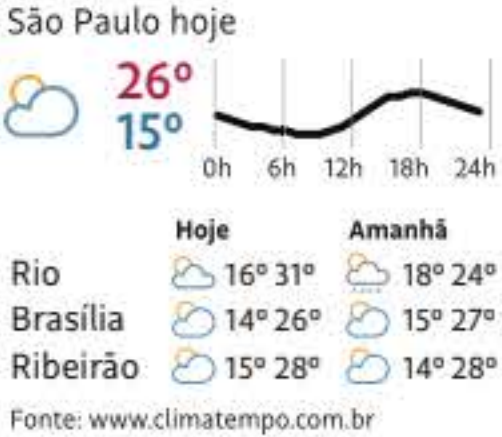 São Paulo hoje
26º
15º
0h 6h 12h 18h 24h
Hoje Amanhã
Rio 16º 31º 18º 24º
Brasília 14º 26º 15º 27º
Ribeirão 15º 28º 14º 28º
Fonte: www.climatempo.com.br